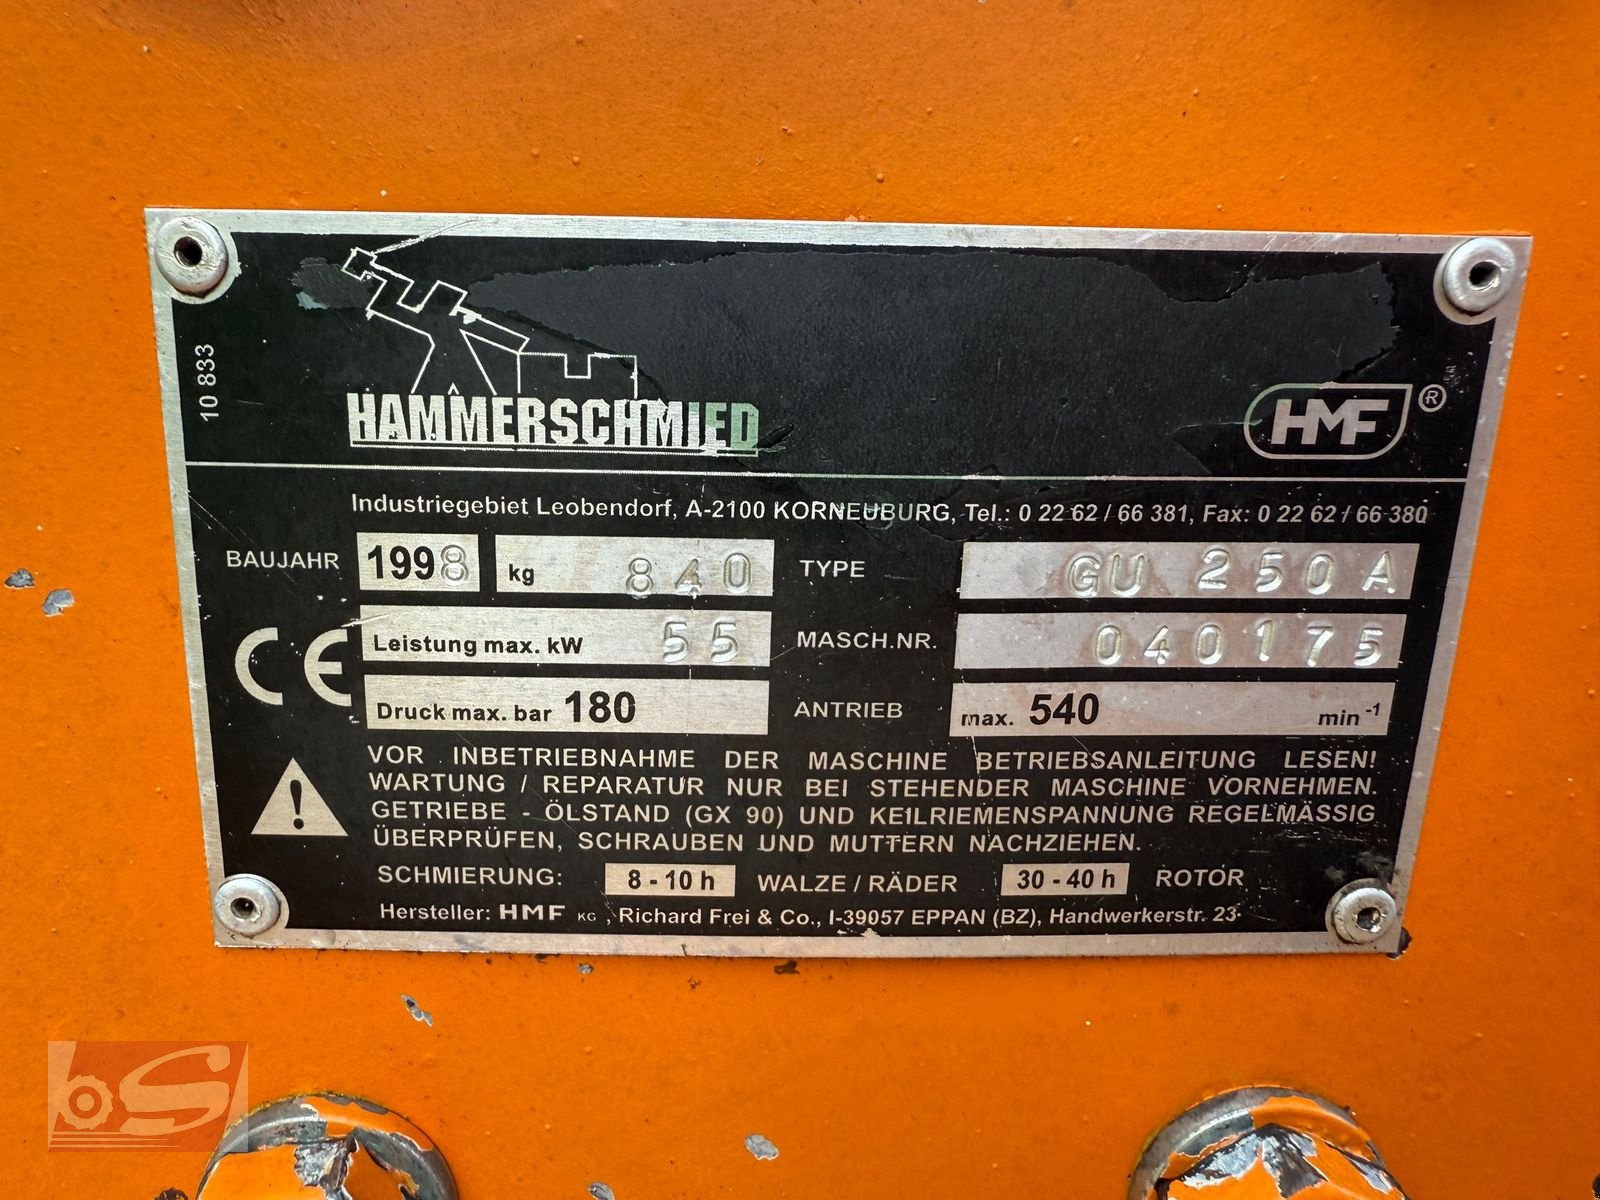 10 833
HAMMERSCHMIED
HMF ®
Industriegebiet Leobendorf, A-2100 KORNEUBURG, Tel.: 0 22 62 / 66 381, Fax: 0 22 62 / 66 380
BAUJAHR 1998 kg 840 TYPE GU 250A
CE Leistung max. kW 55 MASCH.NR. 040175
Druck max. bar 180 ANTRIEB max. 540 min -1
VOR INBETRIEBNAHME DER MASCHINE BETRIEBSANLEITUNG LESEN!
WARTUNG / REPARATUR NUR BEI STEHENDER MASCHINE VORNEHMEN.
GETRIEBE - ÖLSTAND (GX 90) UND KEILRIEMENSPANNUNG REGELMÄSSIG
ÜBERPRÜFEN, SCHRAUBEN UND MUTTERN NACHZIEHEN.
SCHMIERUNG: 8 - 10 h WALZE / RÄDER 30 - 40 h ROTOR
Hersteller: HMF KG, Richard Frei & Co., I-39057 EPPAN (BZ), Handwerkerstr. 23
bS